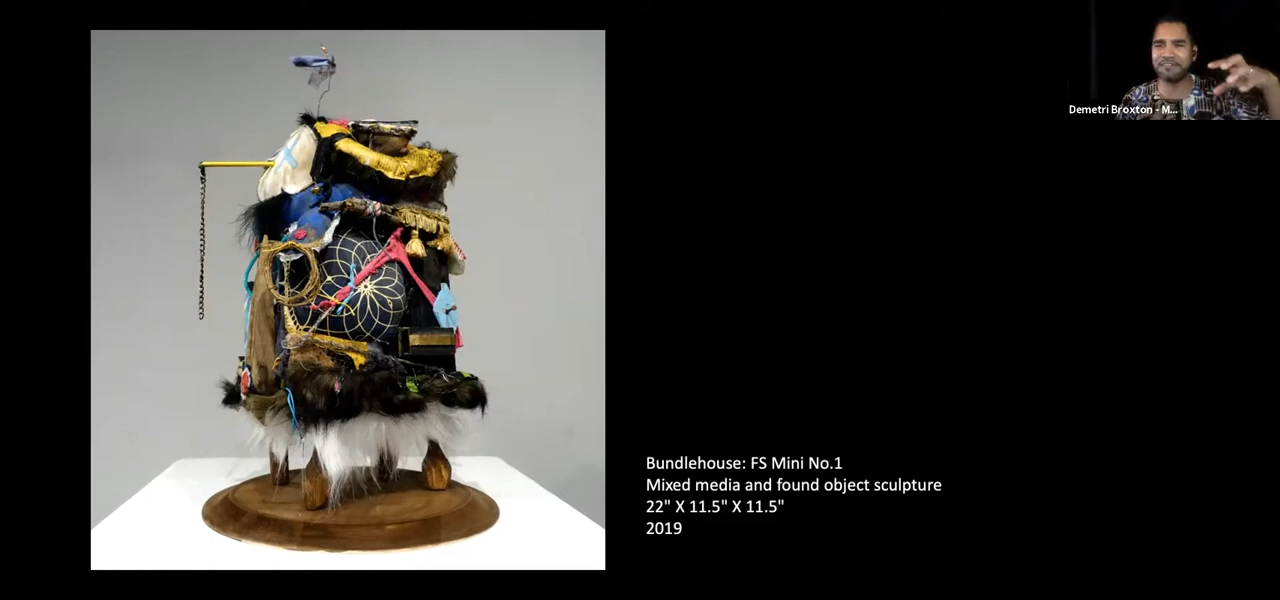 Demetri Broxton - M...
Bundlehouse: FS Mini No.1
Mixed media and found object sculpture
22" X 11.5" X 11.5"
2019